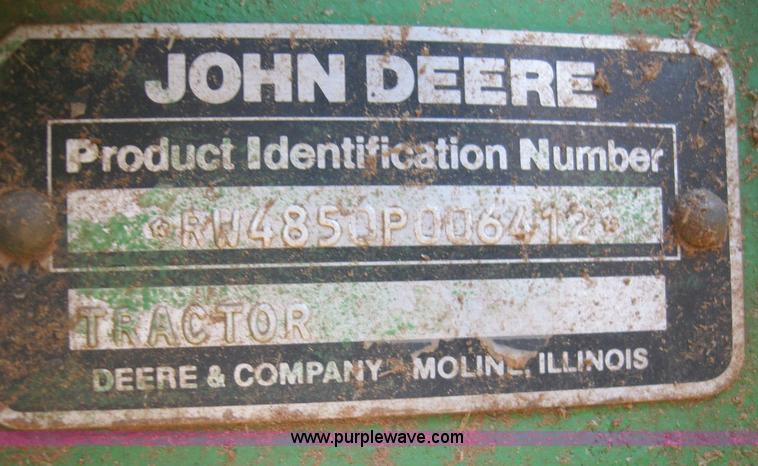 JOHN DEERE
Product Identification Number
*RW4850P006412*
TRACTOR
DEERE & COMPANY MOLINE, ILLINOIS
www.purplewave.com